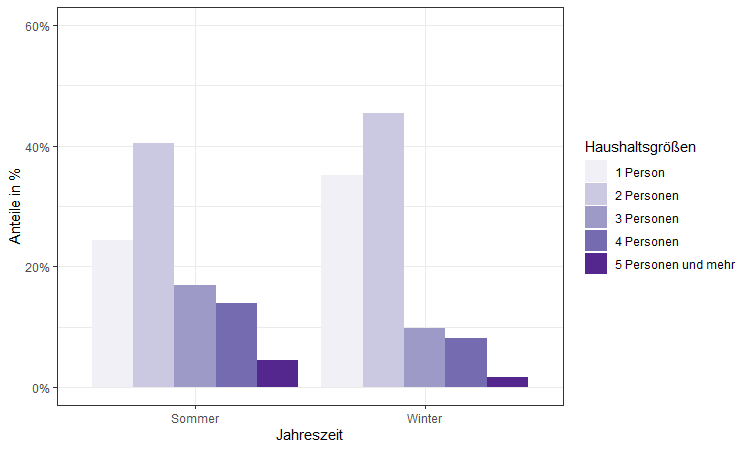 60%
40%
20%
0%
Anteile in %
Sommer
Winter
Jahreszeit
Haushaltsgrößen
1 Person
2 Personen
3 Personen
4 Personen
5 Personen und mehr